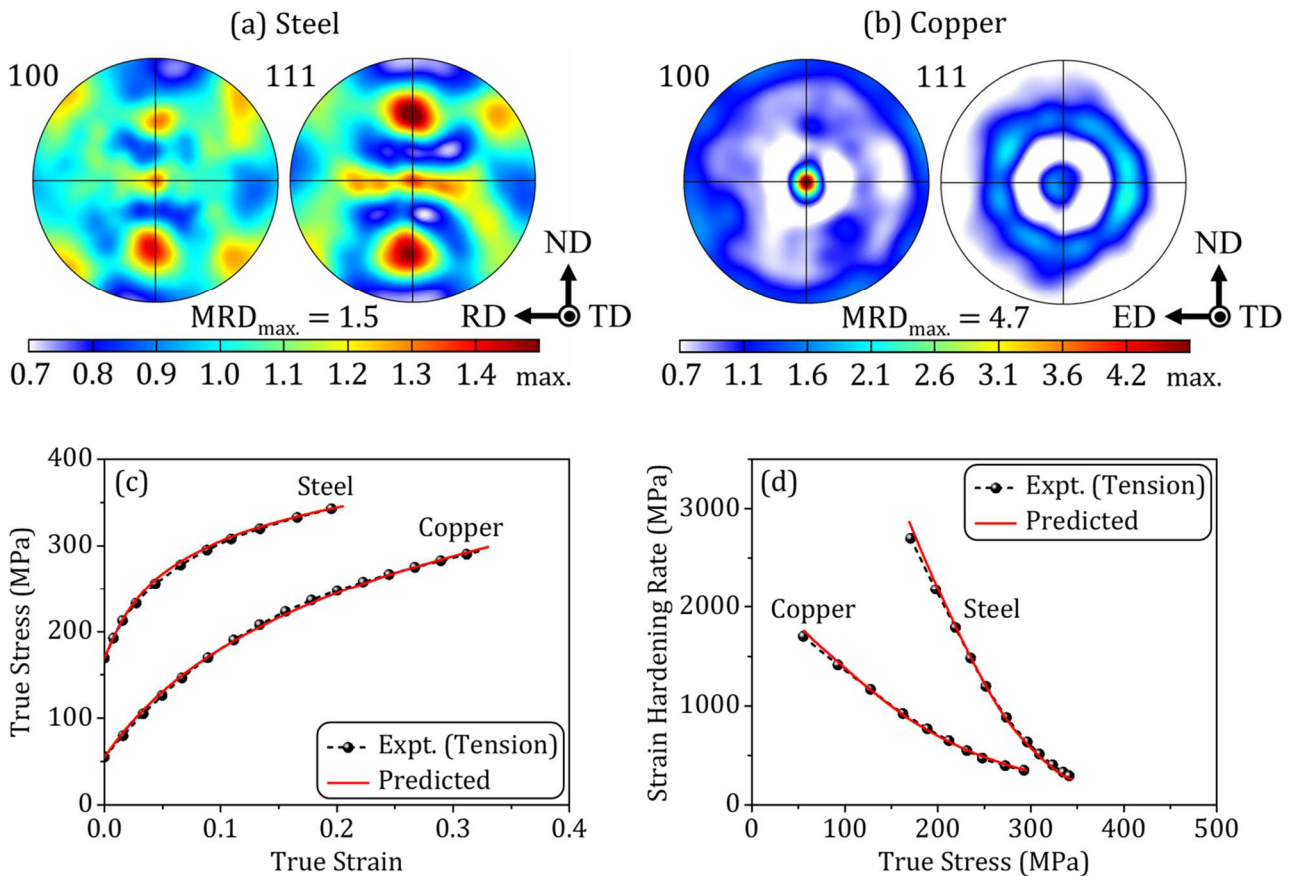 (a) Steel
(b) Copper
100
111
100
111
ND
ND
MRDmax. = 1.5
RD
TD
MRDmax. = 4.7
ED
TD
0.7 0.8 0.9 1.0 1.1 1.2 1.3 1.4 max.
0.7 1.1 1.6 2.1 2.6 3.1 3.6 4.2 max.
(c)
Steel
Copper
Expt. (Tension)
Predicted
400
300
200
100
0
0.0 0.1 0.2 0.3 0.4
True Stress (MPa)
True Strain
(d)
Expt. (Tension)
Predicted
Copper
Steel
3000
2000
1000
0
0 100 200 300 400 500
Strain Hardening Rate (MPa)
True Stress (MPa)